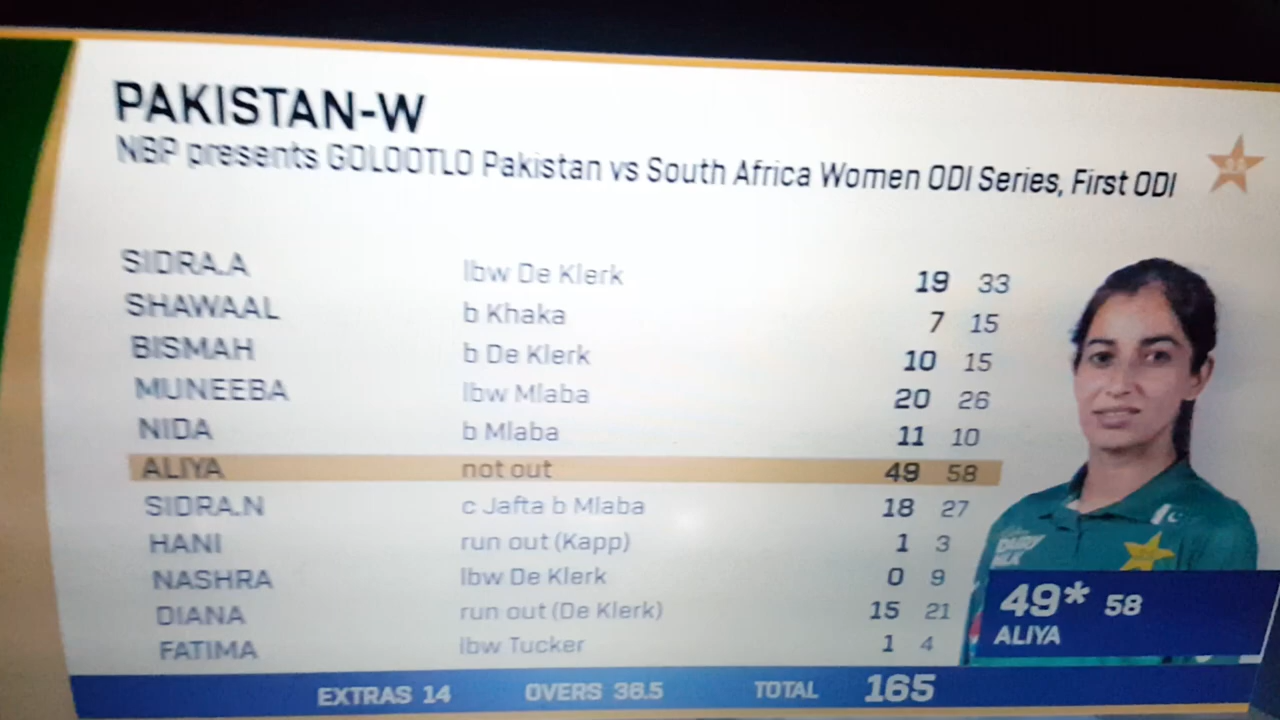 PAKISTAN-W
NBP presents GOLOOTLO Pakistan vs South Africa Women ODI Series, First ODI
SIDRA.A lbw De Klerk 19 33
SHAWAAL b Khaka 7 15
BISMAH b De Klerk 10 15
MUNEEBA lbw Mlaba 20 26
NIDA b Mlaba 11 10
ALIYA not out 49 58
SIDRA.N c Jafta b Mlaba 18 27
HANI run out (Kapp) 1 3
NASHRA lbw De Klerk 0 9
DIANA run out (De Klerk) 15 21
FATIMA lbw Tucker 1 4
DAIRY
MILK
49* 58
ALIYA
EXTRAS 14 OVERS 36.5 TOTAL 165